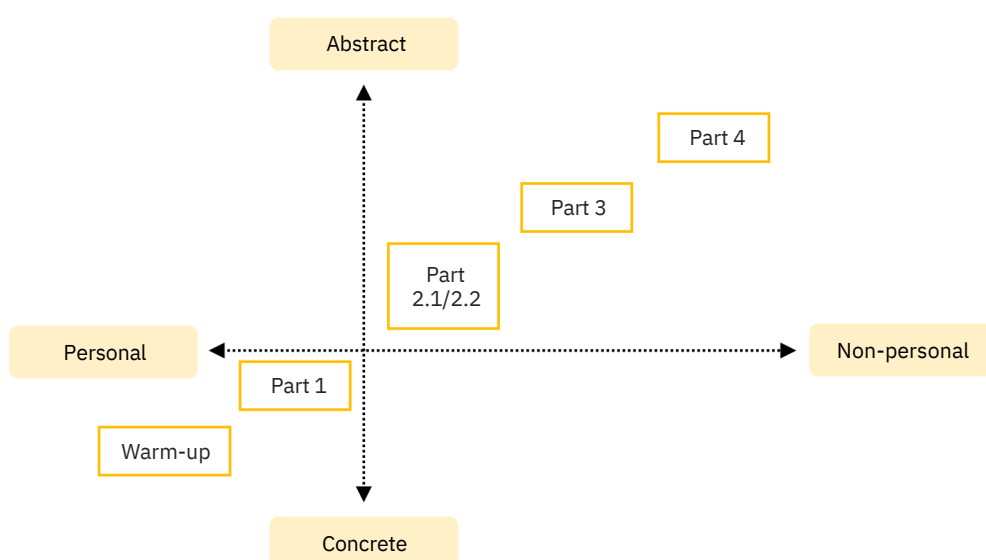 Abstract
Part 4
Part 3
Part
2.1/2.2
Personal
Non-personal
Part 1
Warm-up
Concrete